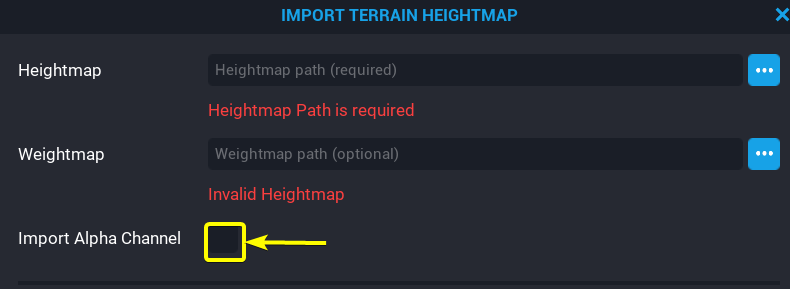 IMPORT TERRAIN HEIGHTMAP
Heightmap
Heightmap path (required)
Heightmap Path is required
Weightmap
Weightmap path (optional)
Invalid Heightmap
Import Alpha Channel